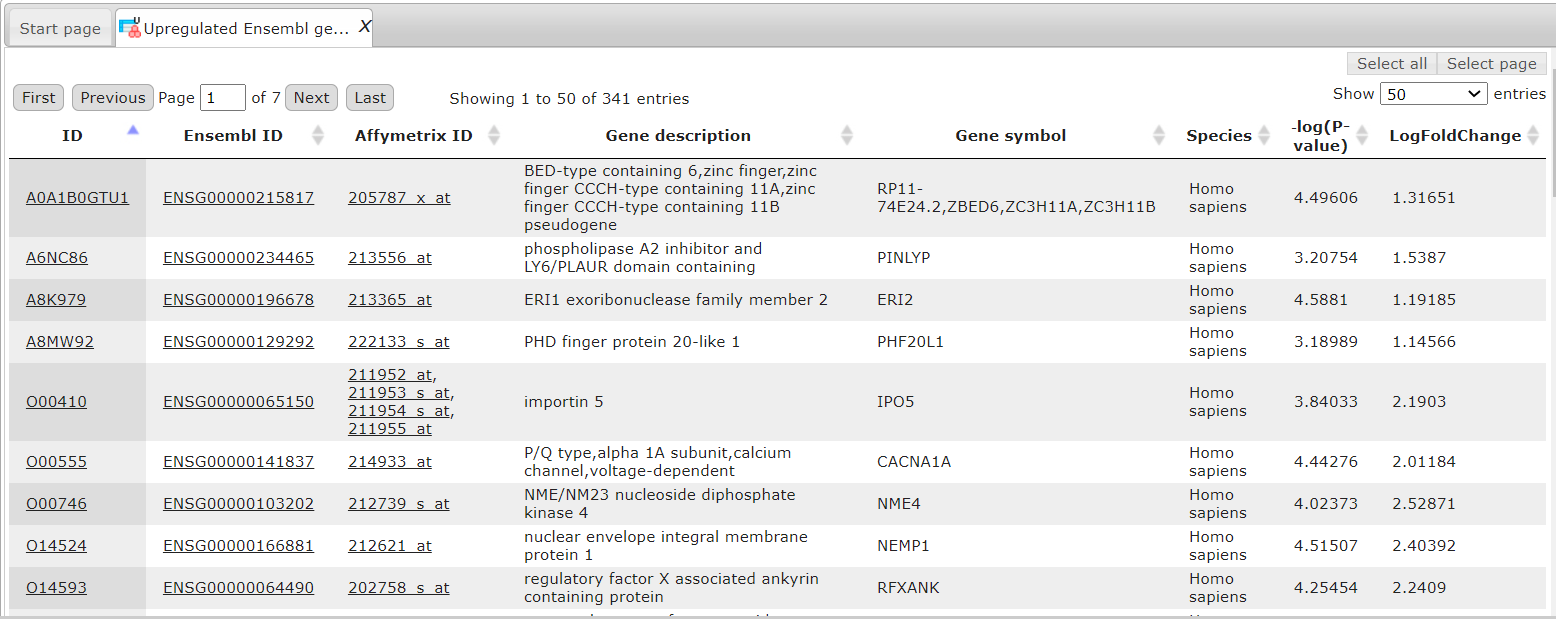 Start page
Upregulated Ensembl ge... X
Select all Select page
First Previous Page 1 of 7 Next Last Showing 1 to 50 of 341 entries Show 50 entries
ID Ensembl ID Affymetrix ID Gene description Gene symbol Species -log(P-
value) LogFoldChange
A0A1B0GTU1 ENSG00000215817 205787_x_at
BED-type containing 6,zinc finger,zinc
finger CCCH-type containing 11A,zinc
finger CCCH-type containing 11B
pseudogene
RP11-
74E24.2,ZBED6,ZC3H11A,ZC3H11B
Homo
sapiens
4.49606 1.31651
A6NC86 ENSG00000234465 213556_at
phospholipase A2 inhibitor and
LY6/PLAUR domain containing
PINLYP
Homo
sapiens
3.20754 1.5387
A8K979 ENSG00000196678 213365_at
ERI1 exoribonuclease family member 2
ERI2
Homo
sapiens
4.5881 1.19185
A8MW92 ENSG00000129292 222133_s_at
PHD finger protein 20-like 1
PHF20L1
Homo
sapiens
3.18989 1.14566
O00410 ENSG00000065150
211952_at,
211953_s_at,
211954_s_at,
211955_at
importin 5
IPO5
Homo
sapiens
3.84033 2.1903
O00555 ENSG00000141837 214933_at
P/Q type,alpha 1A subunit,calcium
channel,voltage-dependent
CACNA1A
Homo
sapiens
4.44276 2.01184
O00746 ENSG00000103202 212739_s_at
NME/NM23 nucleoside diphosphate
kinase 4
NME4
Homo
sapiens
4.02373 2.52871
O14524 ENSG00000166881 212621_at
nuclear envelope integral membrane
protein 1
NEMP1
Homo
sapiens
4.51507 2.40392
O14593 ENSG00000064490 202758_s_at
regulatory factor X associated ankyrin
containing protein
RFXANK
Homo
sapiens
4.25454 2.2409